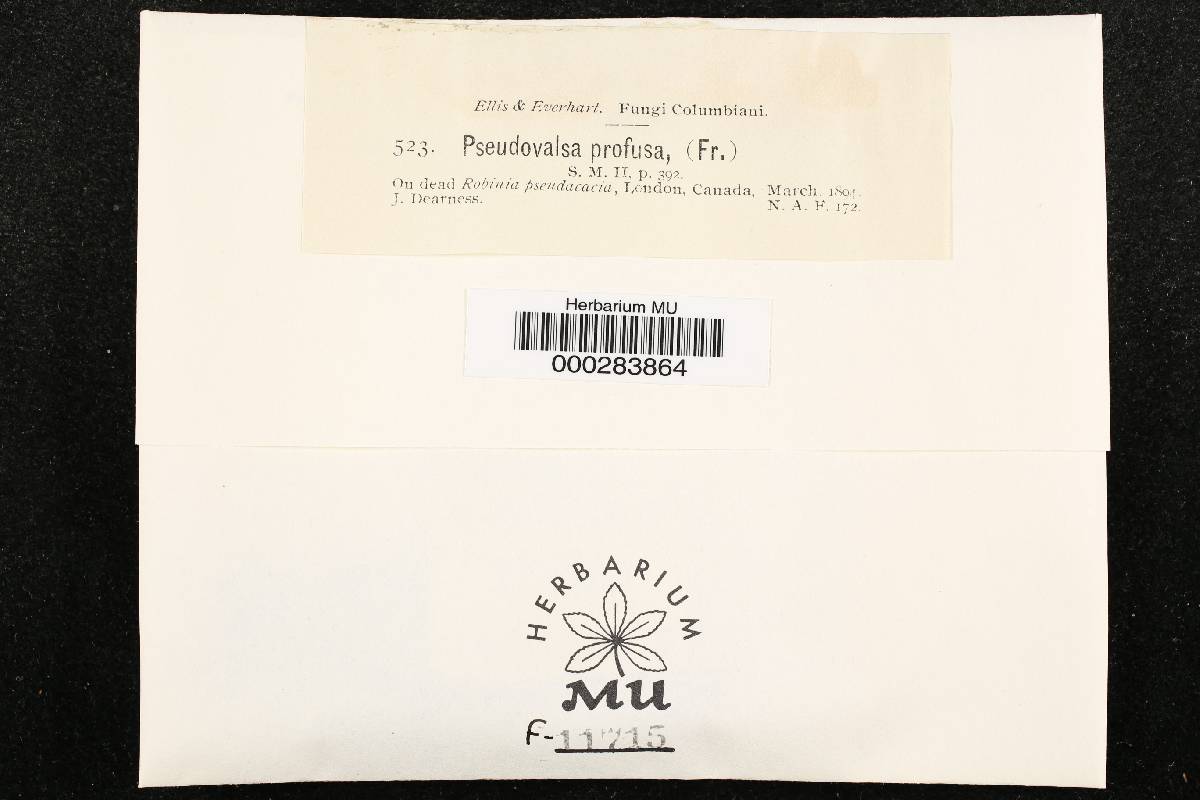 Ellis & Everhart. Fungi Columbiani.
523. Pseudovalsa profusa, (Fr.)
S. M. II, p. 392.
On dead Robinia pseudacacia, London, Canada, March, 1894.
J. Dearness.
N. A. F. 172.
Herbarium MU
000283864
HERBARIUM
MU
F-11715